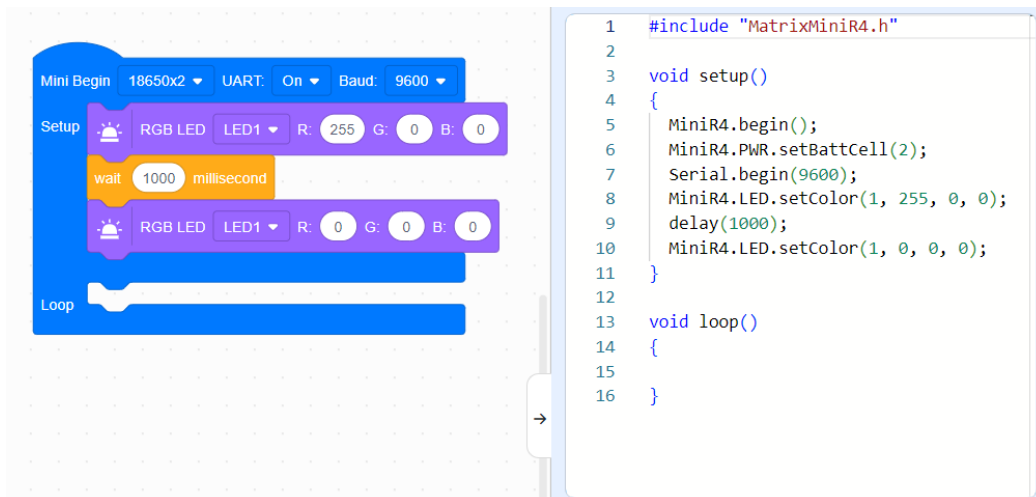 Mini Begin 18650x2 UART: On Baud: 9600
Setup RGB LED LED1 R: 255 G: 0 B: 0
wait 1000 millisecond
RGB LED LED1 R: 0 G: 0 B: 0
Loop
→
1 #include "MatrixMiniR4.h"
2
3 void setup()
4 {
5 MiniR4.begin();
6 MiniR4.PWR.setBattCell(2);
7 Serial.begin(9600);
8 MiniR4.LED.setColor(1, 255, 0, 0);
9 delay(1000);
10 MiniR4.LED.setColor(1, 0, 0, 0);
11 }
12
13 void loop()
14 {
15
16 }